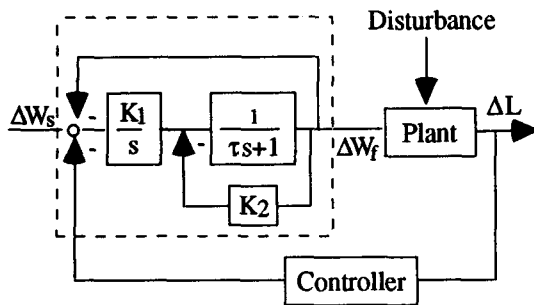 Disturbance
ΔWs
-
-
-
K1
s
-
1
τs+1
K2
ΔWf
Plant
ΔL
Controller